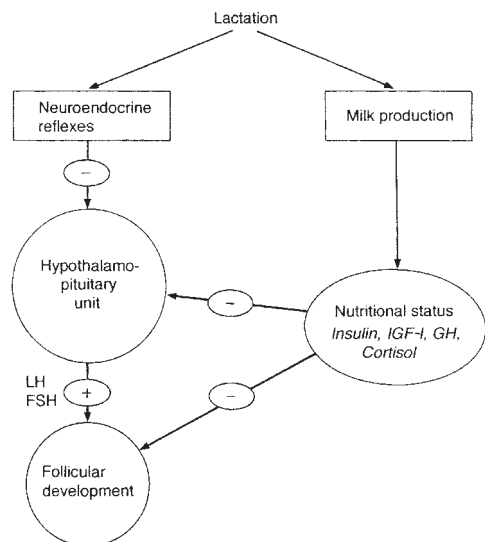 Lactation
Neuroendocrine
reflexes
Milk production
−
Hypothalamo-
pituitary
unit
−
Nutritional status
Insulin, IGF-I, GH,
Cortisol
LH
FSH
+
−
Follicular
development